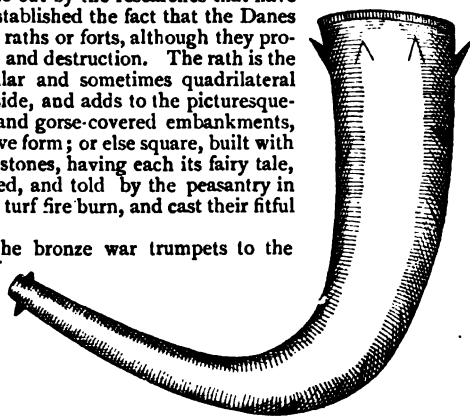 stablished the fact that the Danes
raths or forts, although they pro-
and destruction. The rath is the
lar and sometimes quadrilateral
side, and adds to the picturesque-
and gorse-covered embankments,
ve form; or else square, built with
stones, having each its fairy tale,
ed, and told by the peasantry in
turf fire burn, and cast their fitful
he bronze war trumpets to the